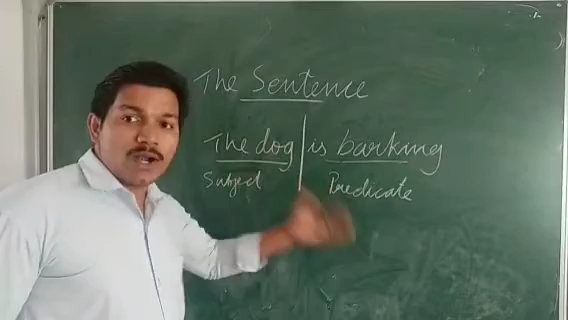 The Sentence
The dog | is barking
Subject Predicate